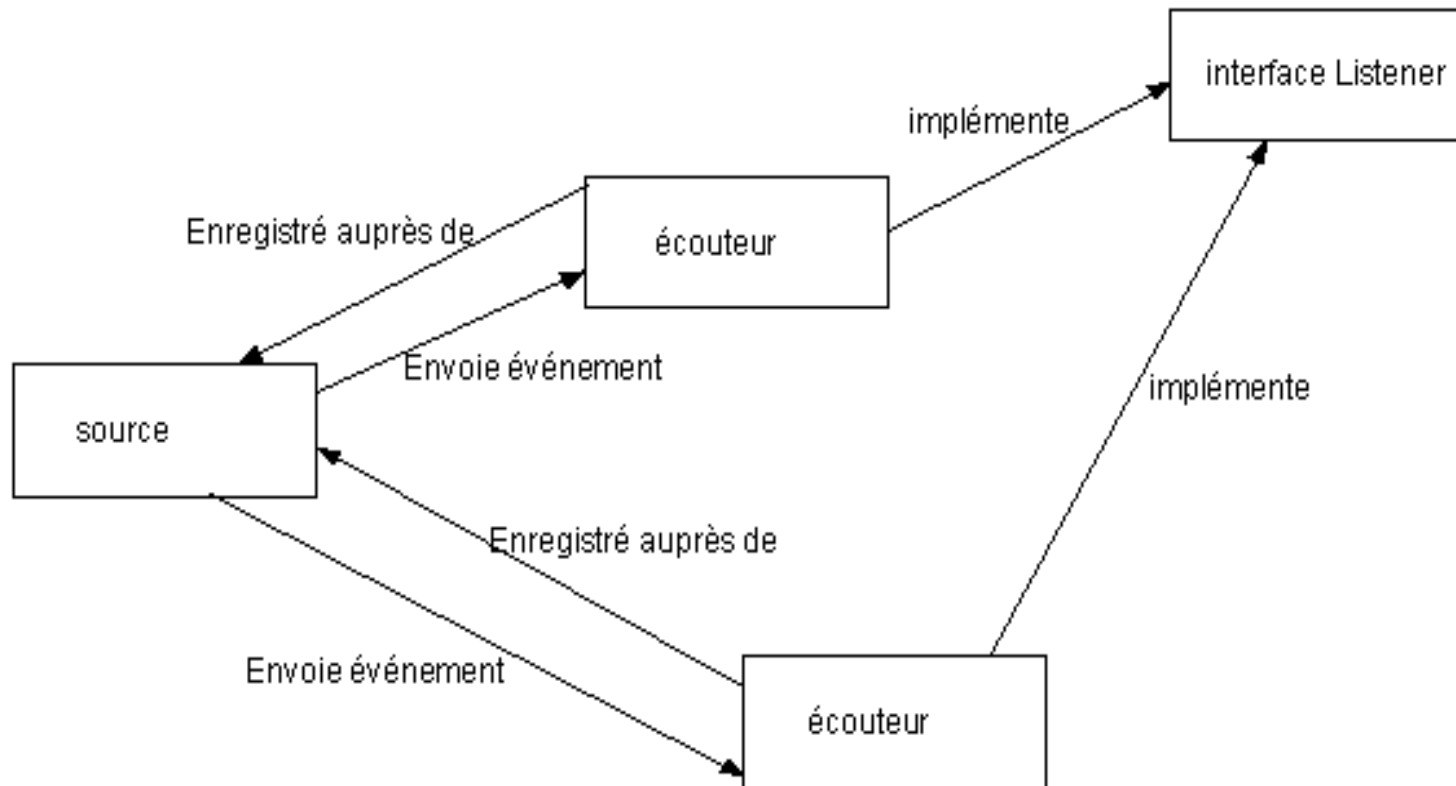 interface Listener
implémente
Enregistré auprès de
écouteur
Envoie événement
implémente
source
Enregistré auprès de
Envoie événement
écouteur